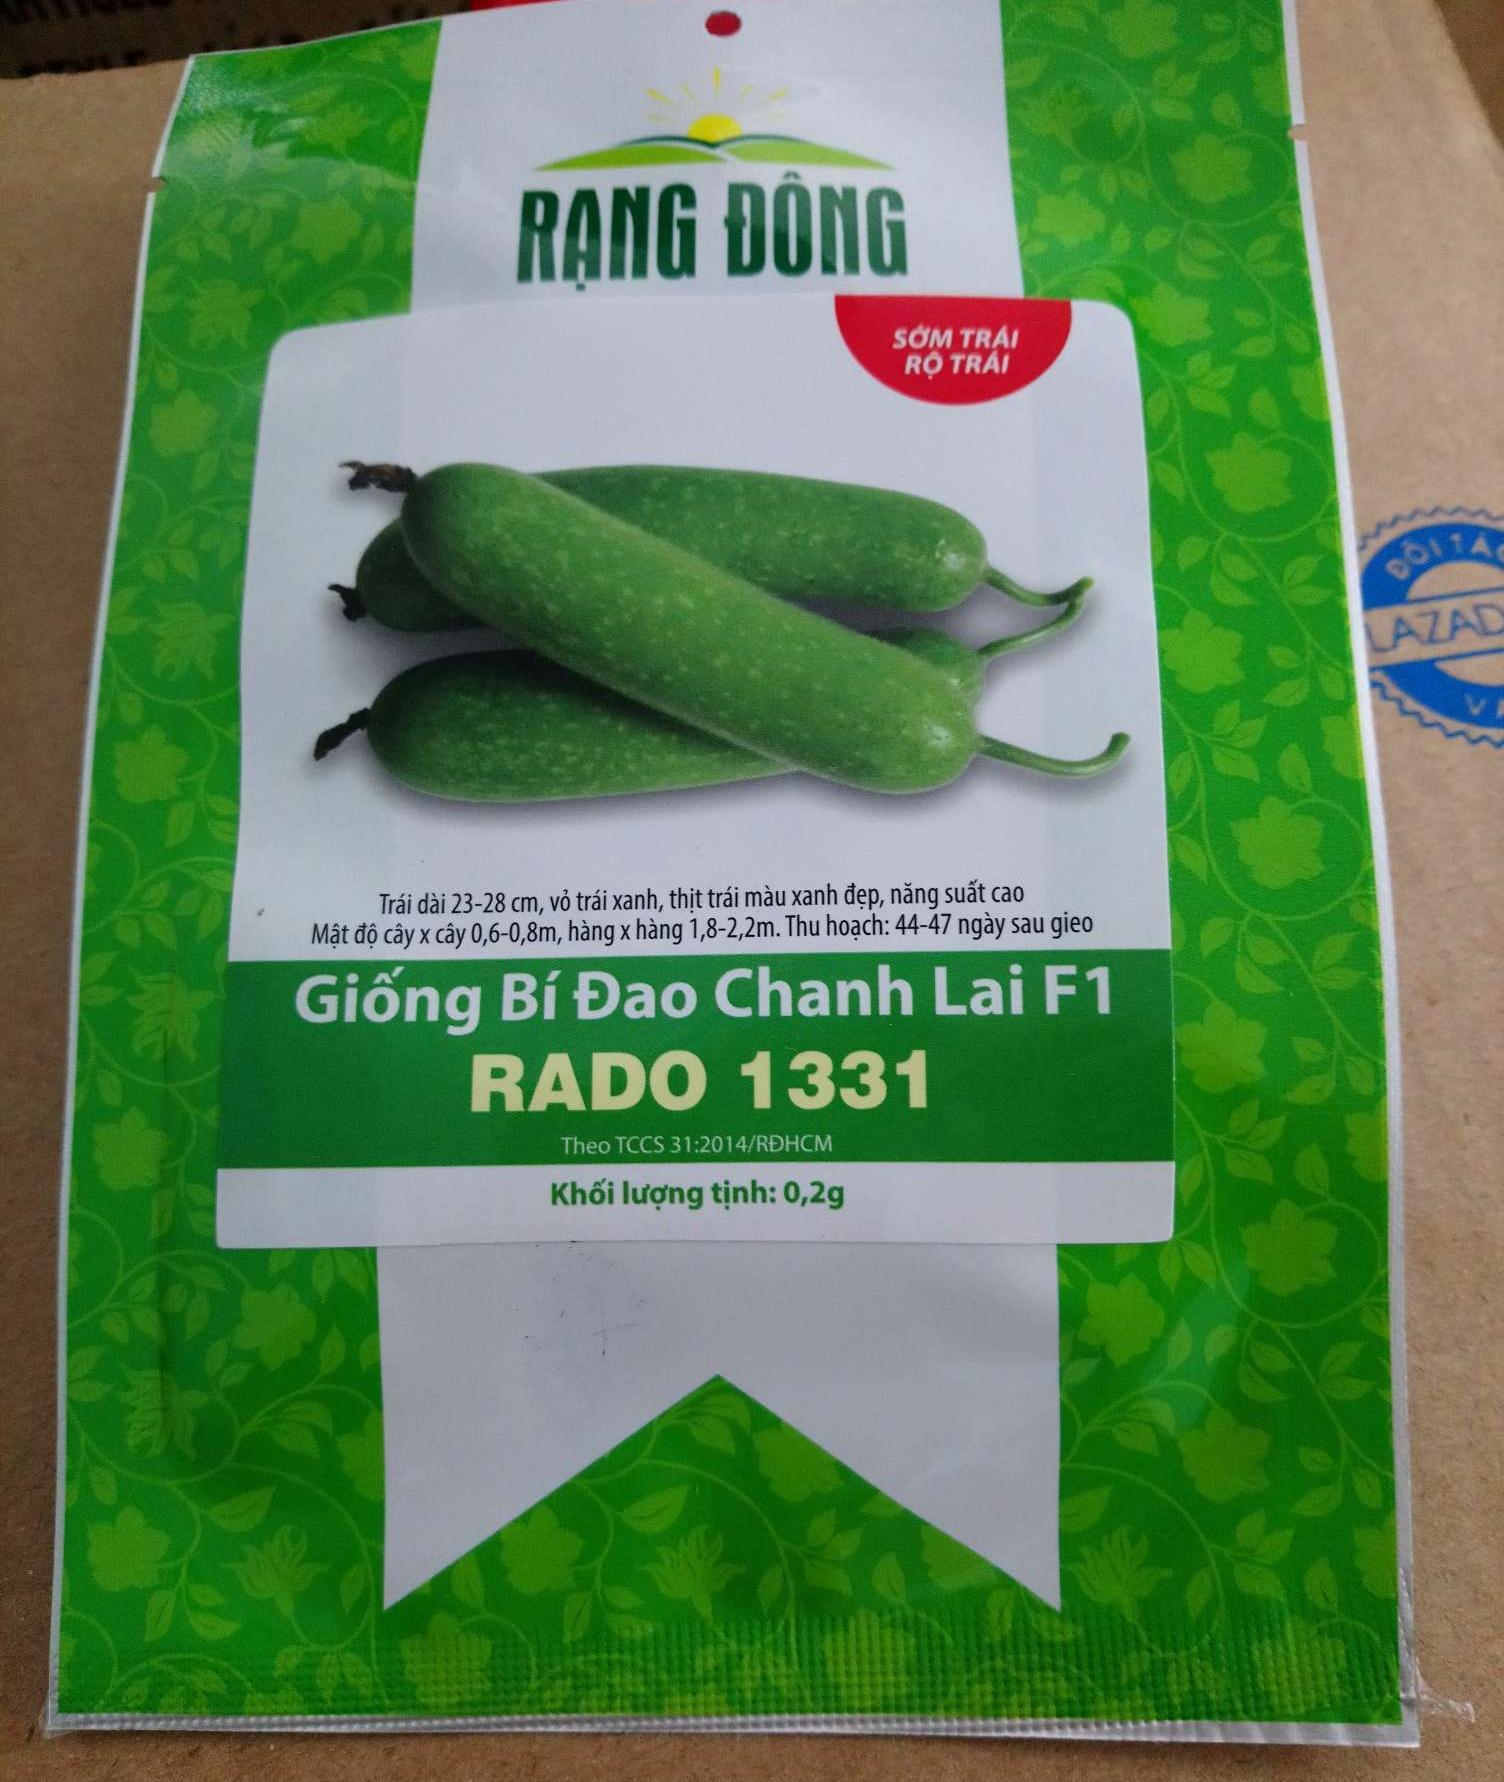 RẠNG ĐÔNG
SỚM TRÁI
RỘ TRÁI
Trái dài 23-28 cm, vỏ trái xanh, thịt trái màu xanh đẹp, năng suất cao
Mật độ cây x cây 0,6-0,8m, hàng x hàng 1,8-2,2m. Thu hoạch: 44-47 ngày sau gieo
Giống Bí Đao Chanh Lai F1
RADO 1331
Theo TCCS 31:2014/RĐHCM
Khối lượng tịnh: 0,2g
ĐỐI TÁC
LAZAD